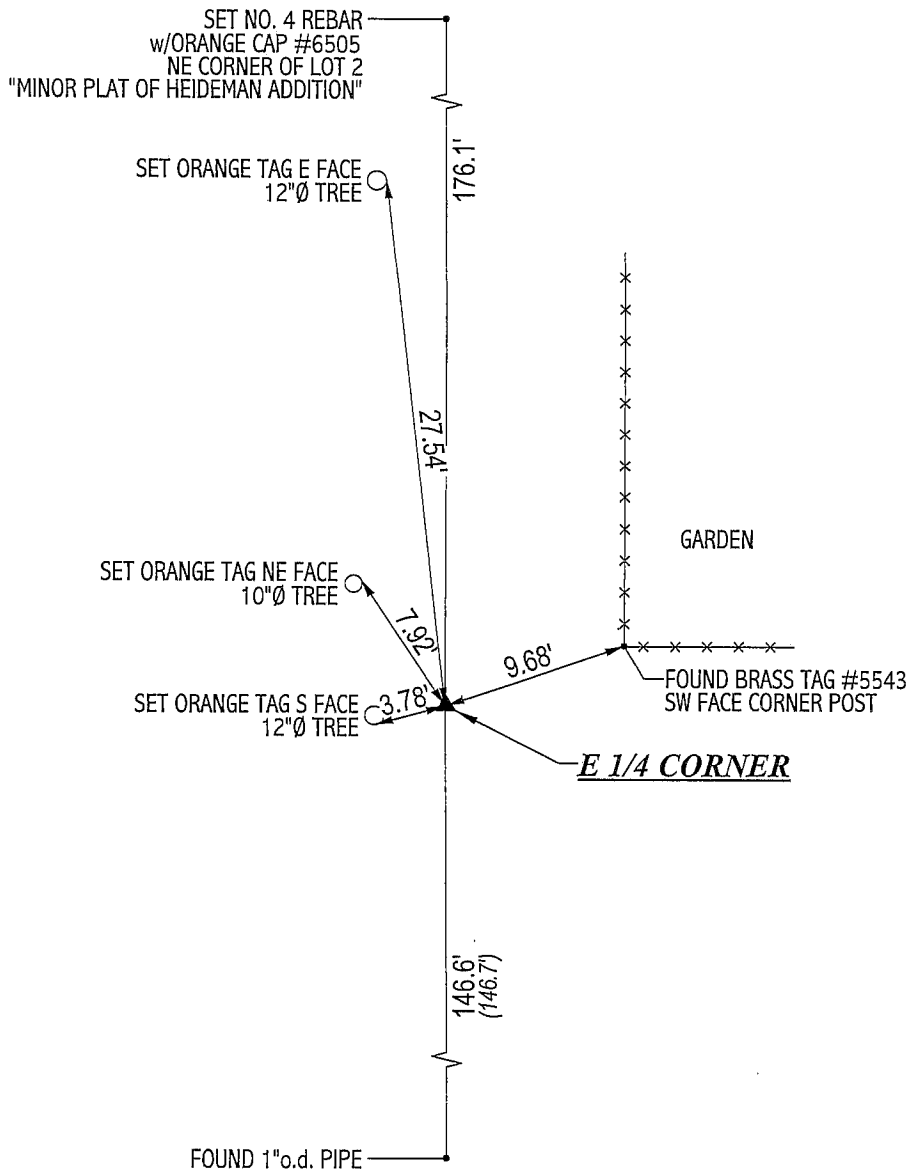 SET NO. 4 REBAR
w/ORANGE CAP #6505
NE CORNER OF LOT 2
"MINOR PLAT OF HEIDEMAN ADDITION"
176.1'
SET ORANGE TAG E FACE
12"Ø TREE
27.54'
GARDEN
SET ORANGE TAG NE FACE
10"Ø TREE
7.92'
9.68'
SET ORANGE TAG S FACE
12"Ø TREE
3.78'
FOUND BRASS TAG #5543
SW FACE CORNER POST
E 1/4 CORNER
146.6'
(146.7')
FOUND 1"o.d. PIPE